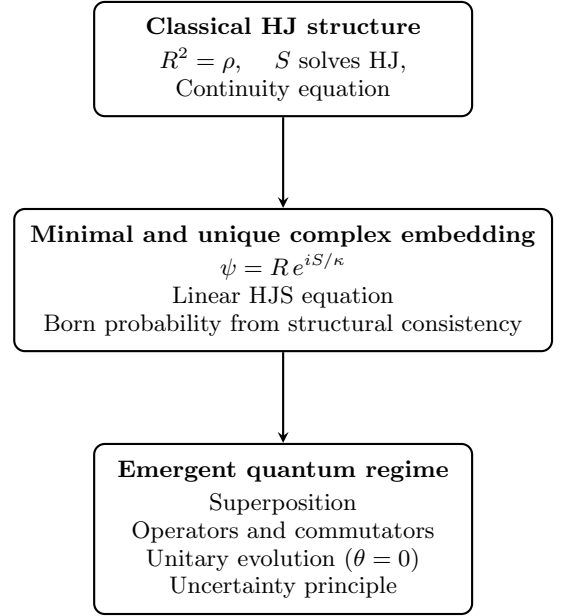 Classical HJ structure
R² = ρ, S solves HJ,
Continuity equation
Minimal and unique complex embedding
ψ = R e^{iS/κ}
Linear HJS equation
Born probability from structural consistency
Emergent quantum regime
Superposition
Operators and commutators
Unitary evolution (θ = 0)
Uncertainty principle